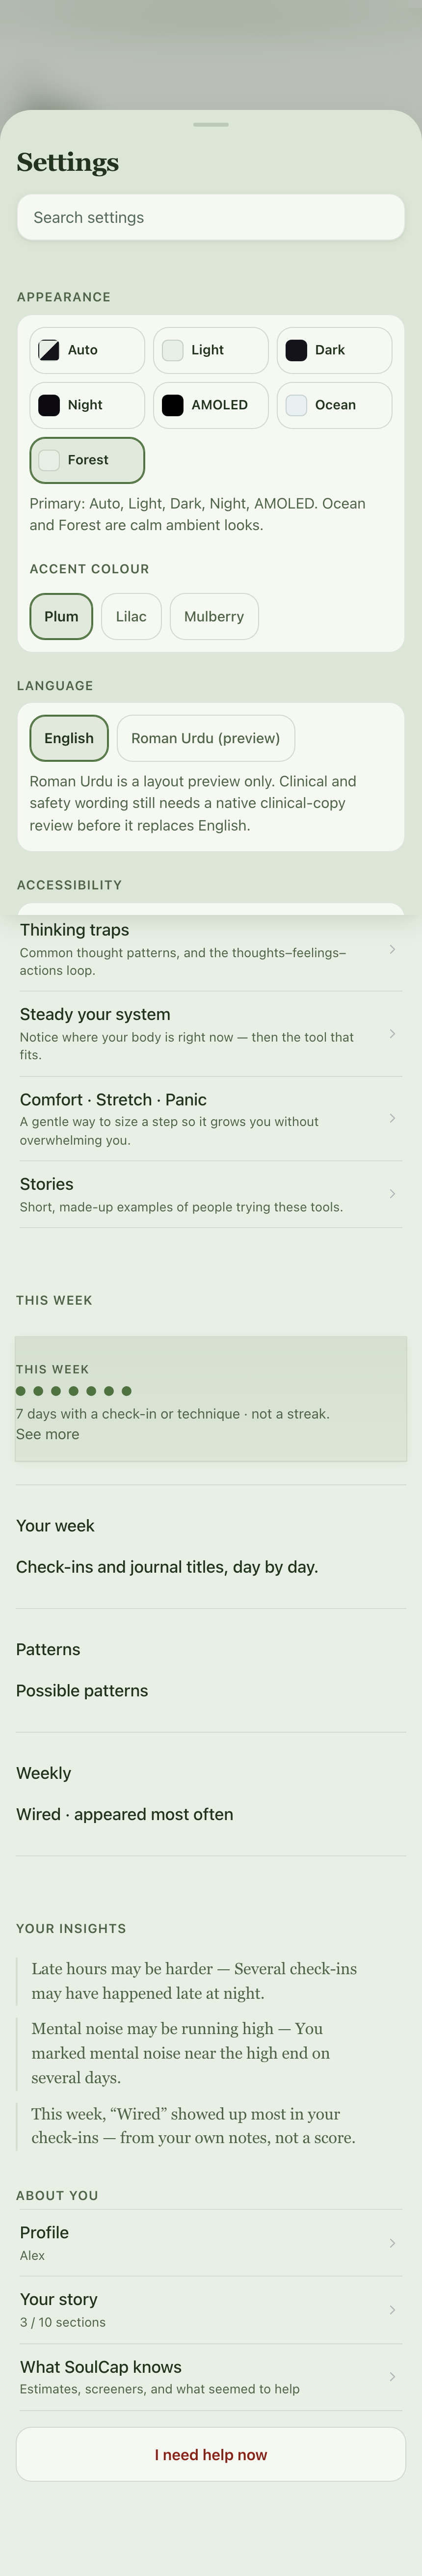 Settings
Search settings
APPEARANCE
Auto
Light
Dark
Night
AMOLED
Ocean
Forest
Primary: Auto, Light, Dark, Night, AMOLED. Ocean
and Forest are calm ambient looks.
ACCENT COLOUR
Plum
Lilac
Mulberry
LANGUAGE
English
Roman Urdu (preview)
Roman Urdu is a layout preview only. Clinical and
safety wording still needs a native clinical-copy
review before it replaces English.
ACCESSIBILITY
Thinking traps
Common thought patterns, and the thoughts–feelings–
actions loop.
Steady your system
Notice where your body is right now — then the tool that
fits.
Comfort · Stretch · Panic
A gentle way to size a step so it grows you without
overwhelming you.
Stories
Short, made-up examples of people trying these tools.
THIS WEEK
THIS WEEK
7 days with a check-in or technique · not a streak.
See more
Your week
Check-ins and journal titles, day by day.
Patterns
Possible patterns
Weekly
Wired · appeared most often
YOUR INSIGHTS
Late hours may be harder — Several check-ins
may have happened late at night.
Mental noise may be running high — You
marked mental noise near the high end on
several days.
This week, “Wired” showed up most in your
check-ins — from your own notes, not a score.
ABOUT YOU
Profile
Alex
Your story
3 / 10 sections
What SoulCap knows
Estimates, screeners, and what seemed to help
I need help now